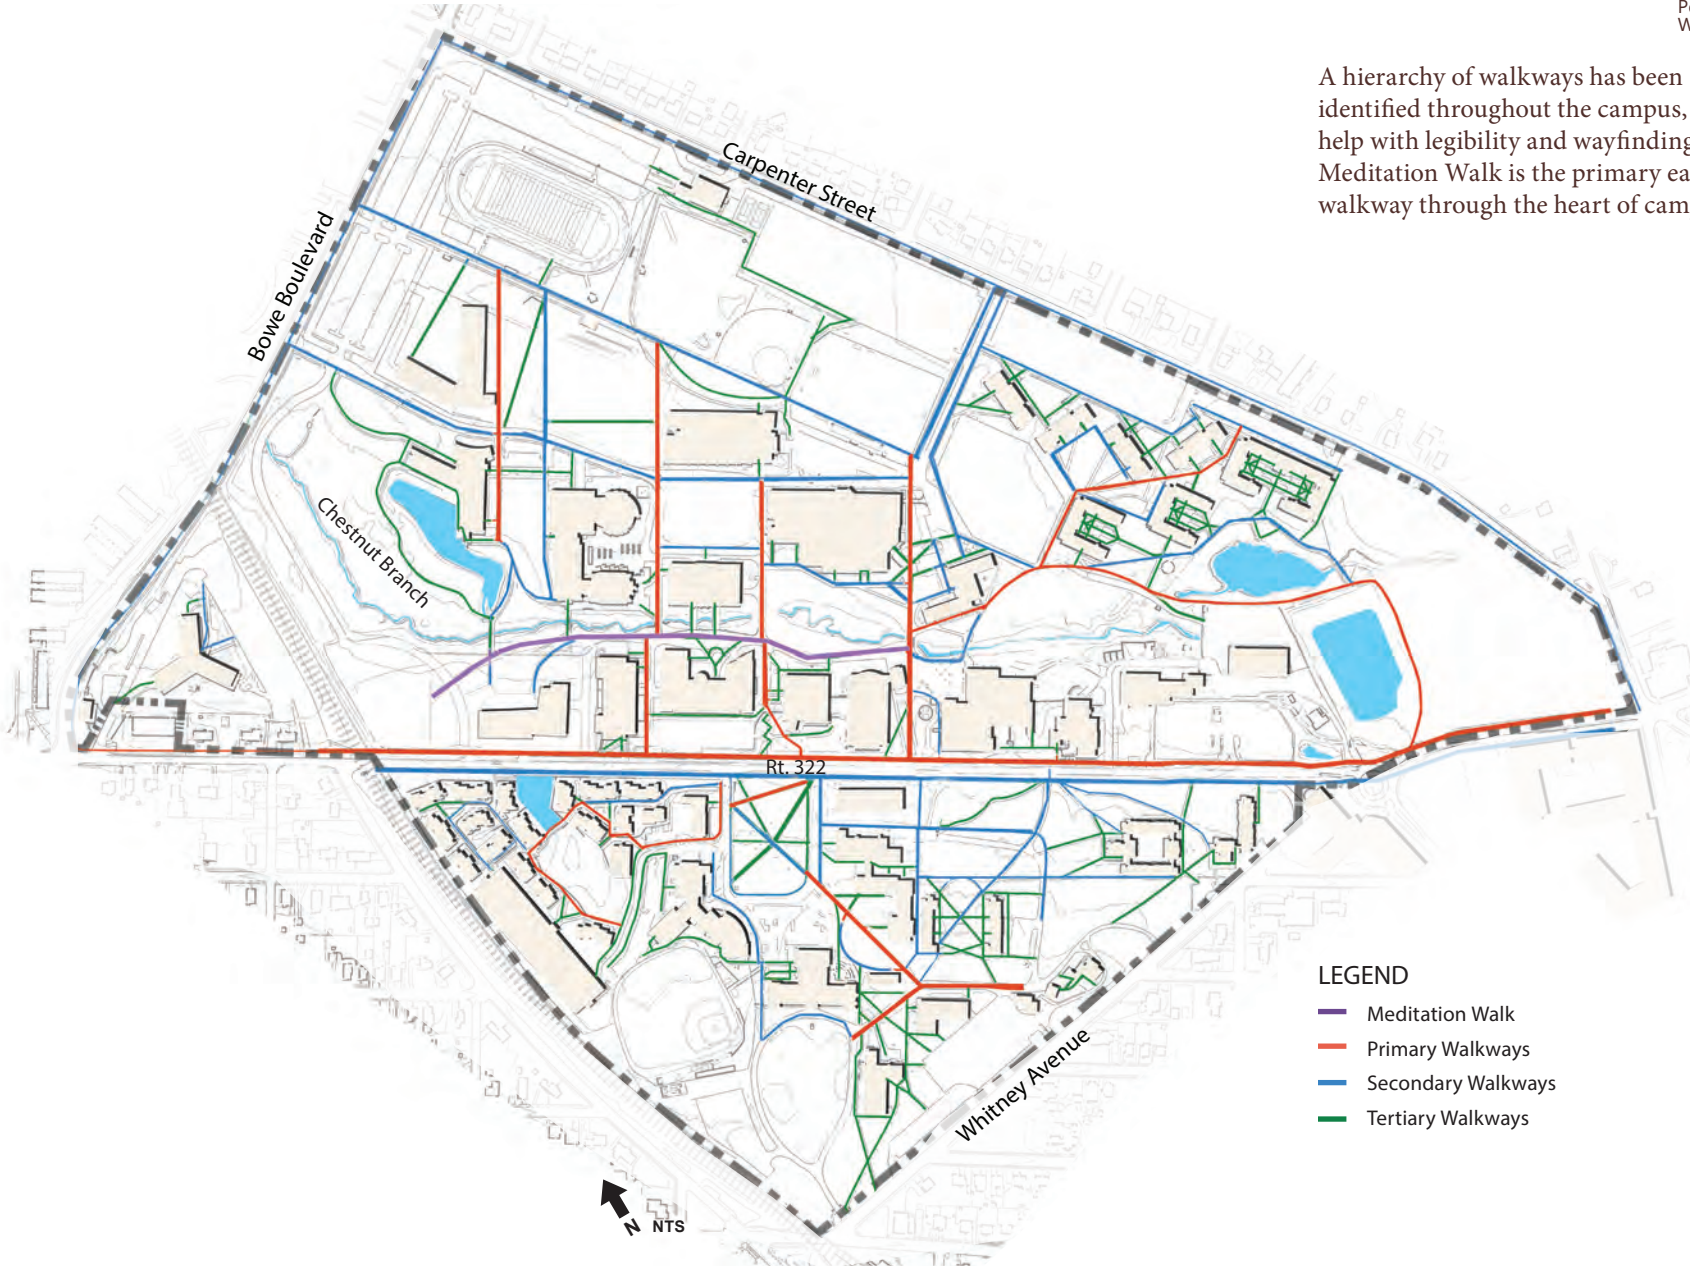 A hierarchy of walkways has been
identified throughout the campus,
help with legibility and wayfinding
Meditation Walk is the primary ea
walkway through the heart of cam
Carpenter Street
Bowe Boulevard
Chestnut Branch
Rt. 322
Whitney Avenue
LEGEND
Meditation Walk
Primary Walkways
Secondary Walkways
Tertiary Walkways
N NTS